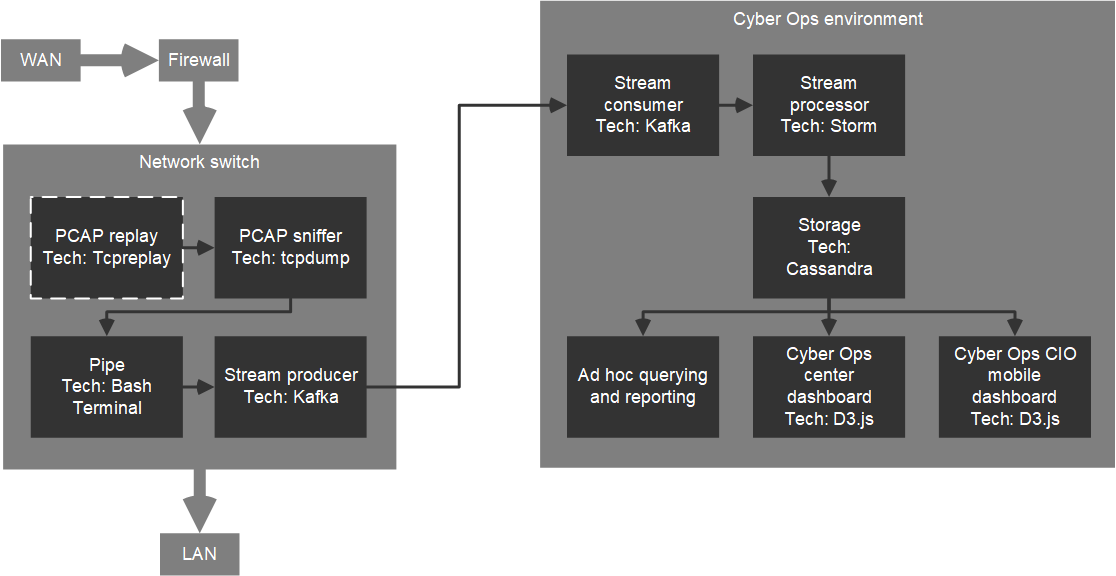 WAN
Firewall
Network switch
PCAP replay
Tech: Tcpreplay
PCAP sniffer
Tech: tcpdump
Pipe
Tech: Bash
Terminal
Stream producer
Tech: Kafka
LAN
Cyber Ops environment
Stream
consumer
Tech: Kafka
Stream
processor
Tech: Storm
Storage
Tech:
Cassandra
Ad hoc querying
and reporting
Cyber Ops
center
dashboard
Tech: D3.js
Cyber Ops CIO
mobile
dashboard
Tech: D3.js